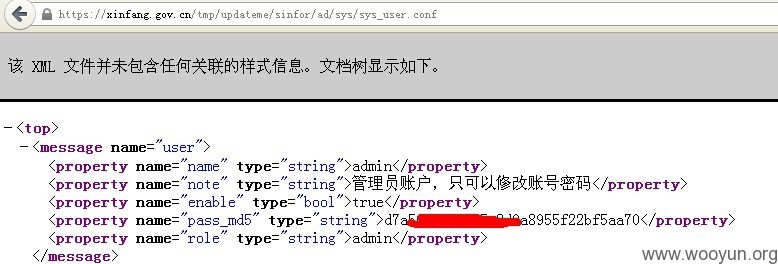 https://xinfang.gov.cn/tmp/updateme/sinfor/ad/sys/sys_user.conf
该 XML 文件并未包含任何关联的样式信息。文档树显示如下。
-<top>
-<message name="user">
<property name="name" type="string">admin</property>
<property name="note" type="string">管理员账户，只可以修改账号密码</property>
<property name="enable" type="bool">true</property>
<property name="pass_md5" type="string">d7a a8955f22bf5aa70</property>
<property name="role" type="string">admin</property>
</message>
www.wooyun.org